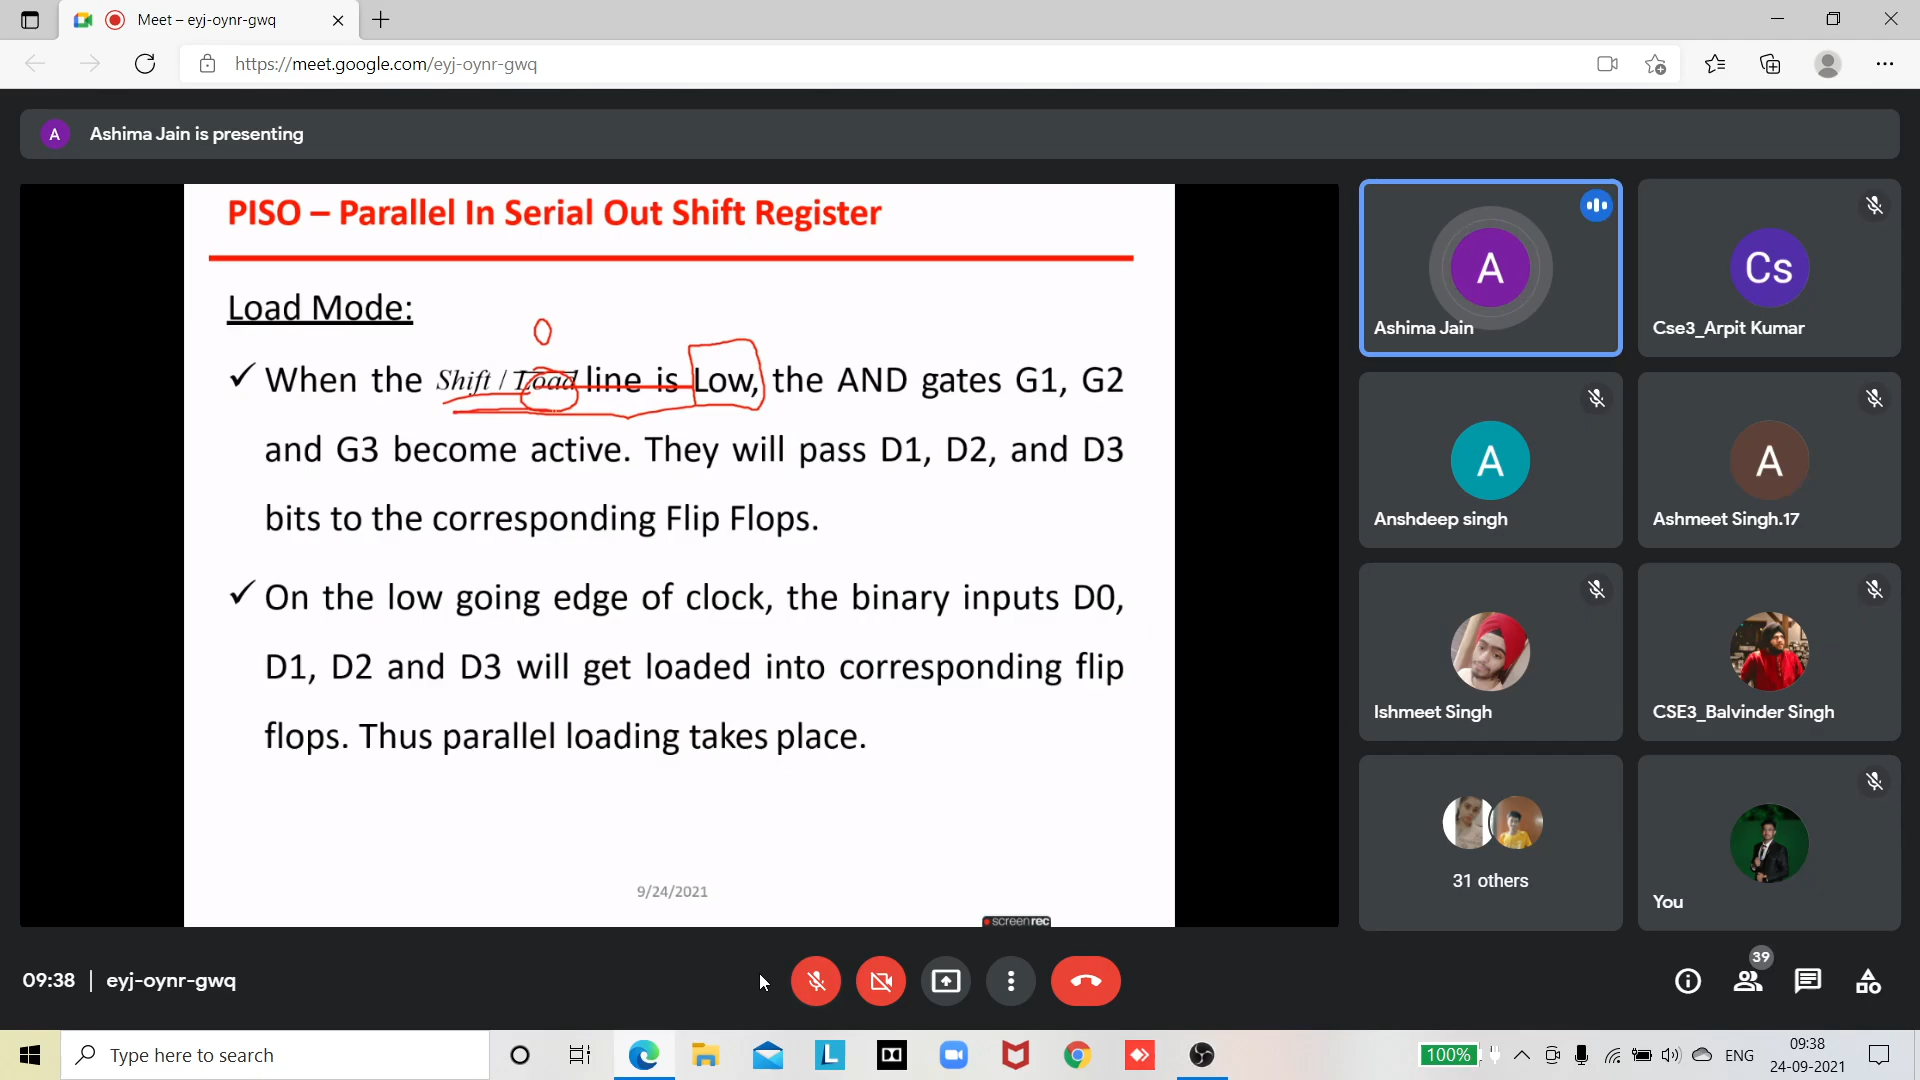 Meet – eyj-oynr-gwq
https://meet.google.com/eyj-oynr-gwq
A Ashima Jain is presenting
PISO – Parallel In Serial Out Shift Register
Load Mode:
0
✓ When the Shift / Load line is Low, the AND gates G1, G2
and G3 become active. They will pass D1, D2, and D3
bits to the corresponding Flip Flops.
✓ On the low going edge of clock, the binary inputs D0,
D1, D2 and D3 will get loaded into corresponding flip
flops. Thus parallel loading takes place.
9/24/2021
screenrec
A
Ashima Jain
Cs
Cse3_Arpit Kumar
A
Anshdeep singh
A
Ashmeet Singh.17
Ishmeet Singh
CSE3_Balvinder Singh
31 others
You
09:38 | eyj-oynr-gwq
39
Type here to search
L
100%
ENG
09:38
24-09-2021